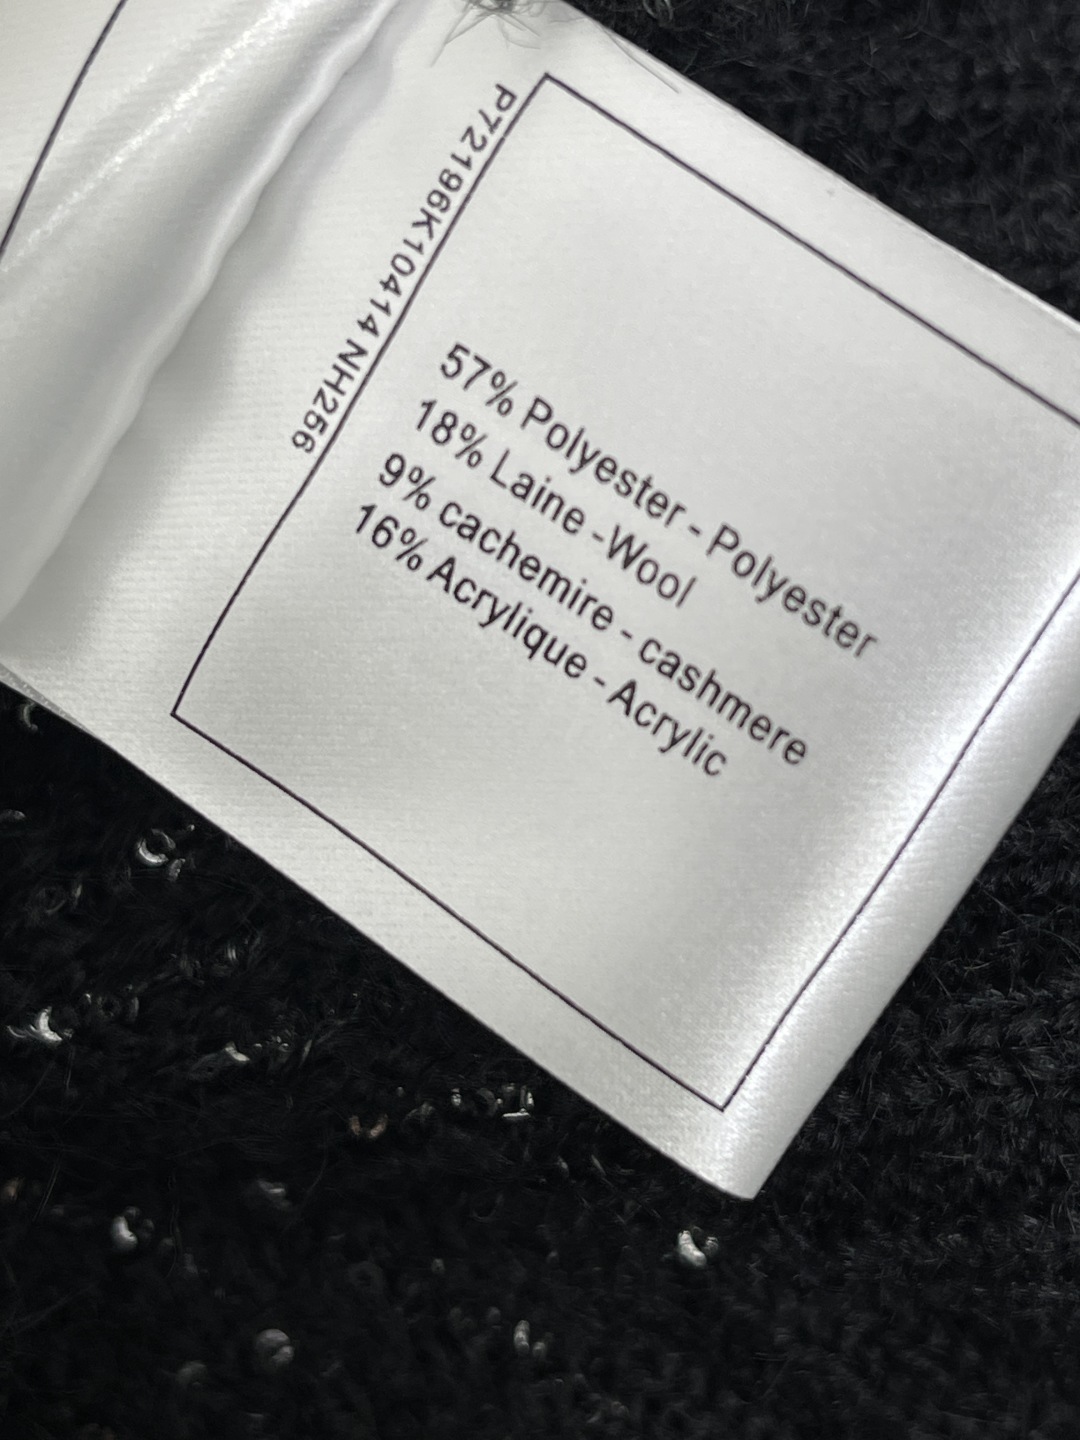 P72196K10414 NH256
57% Polyester - Polyester
18% Laine -Wool
9% cachemire - cashmere
16% Acrylique - Acrylic